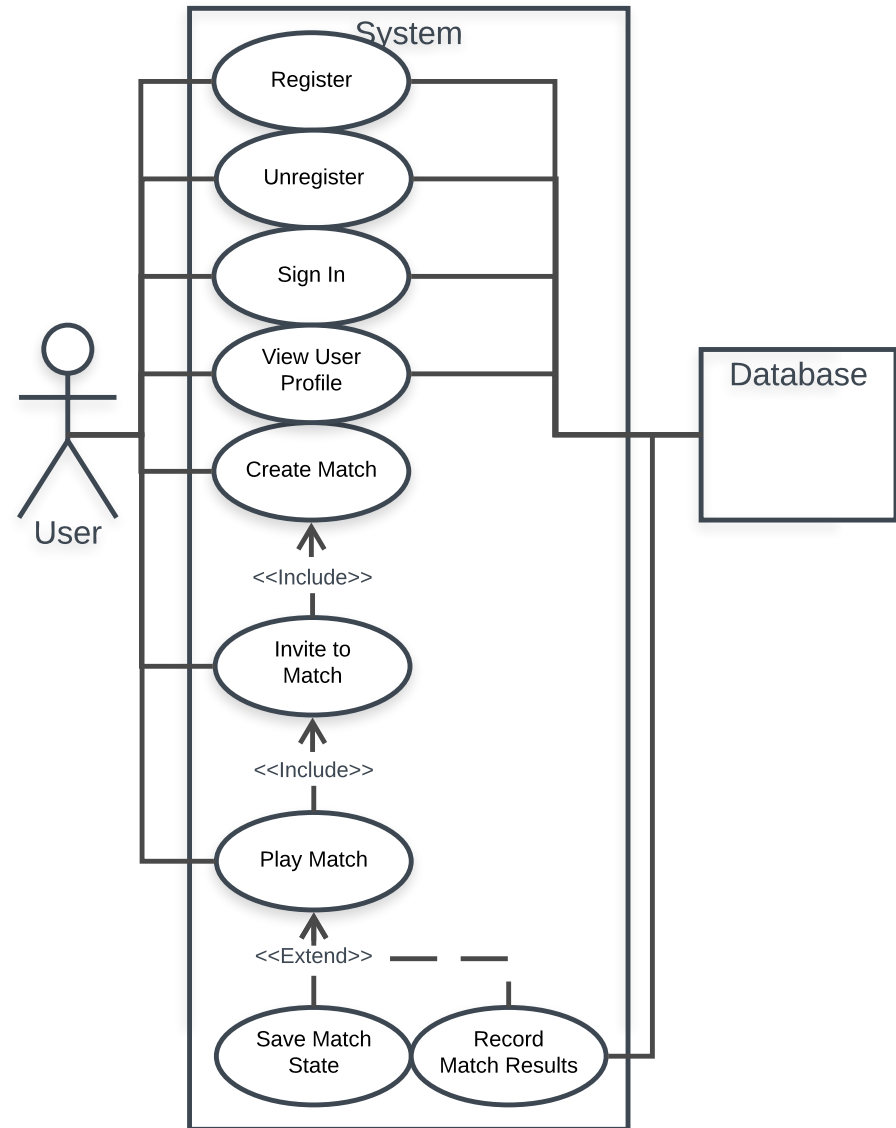 System
Register
Unregister
Sign In
View User
Profile
Database
Create Match
User
<<Include>>
Invite to
Match
<<Include>>
Play Match
<<Extend>>
Save Match
State
Record
Match Results